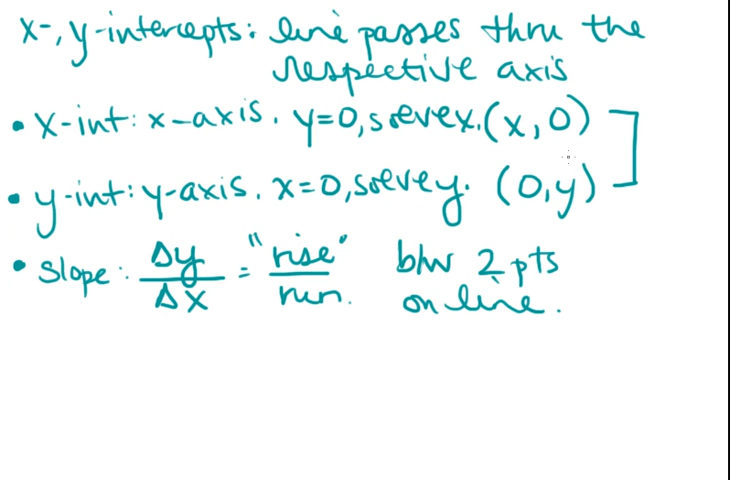 x-, y-intercepts: line passes thru the
respective axis
• x-int: x-axis. y=0, solve x. (x, 0)
• y-int: y-axis. x=0, solve y. (0, y)
• Slope: Δy/Δx = "rise"/run. b/w 2 pts
on line.